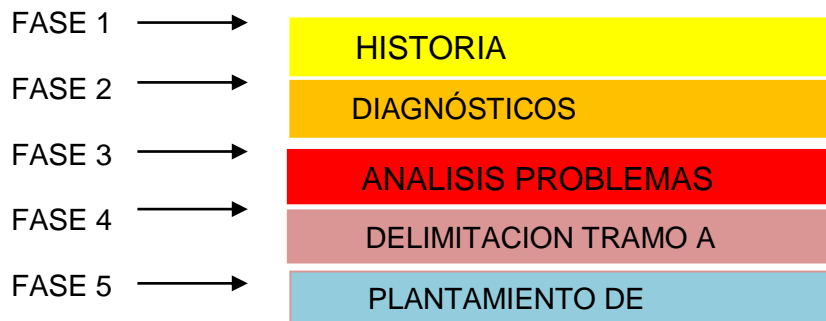 FASE 1
HISTORIA
FASE 2
DIAGNÓSTICOS
FASE 3
ANALISIS PROBLEMAS
FASE 4
DELIMITACION TRAMO A
FASE 5
PLANTAMIENTO DE